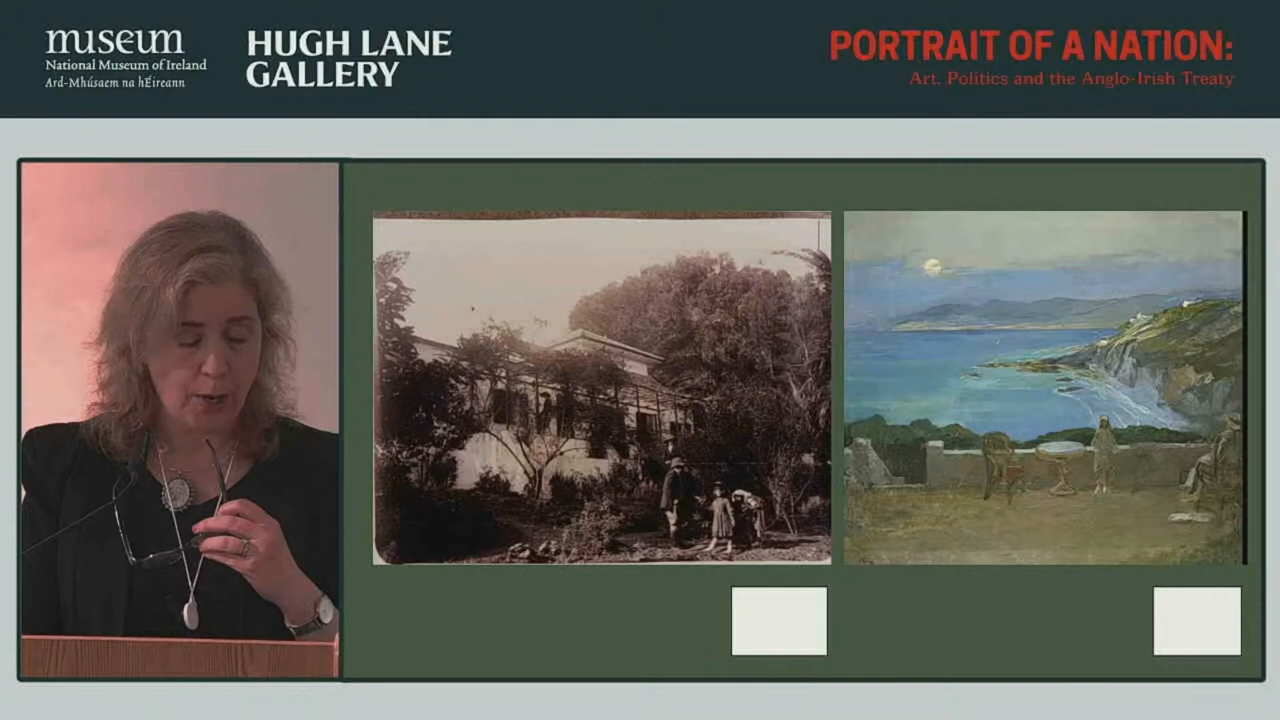 museum
National Museum of Ireland
Ard-Mhúsaem na hÉireann
HUGH LANE
GALLERY
PORTRAIT OF A NATION:
Art, Politics and the Anglo-Irish Treaty